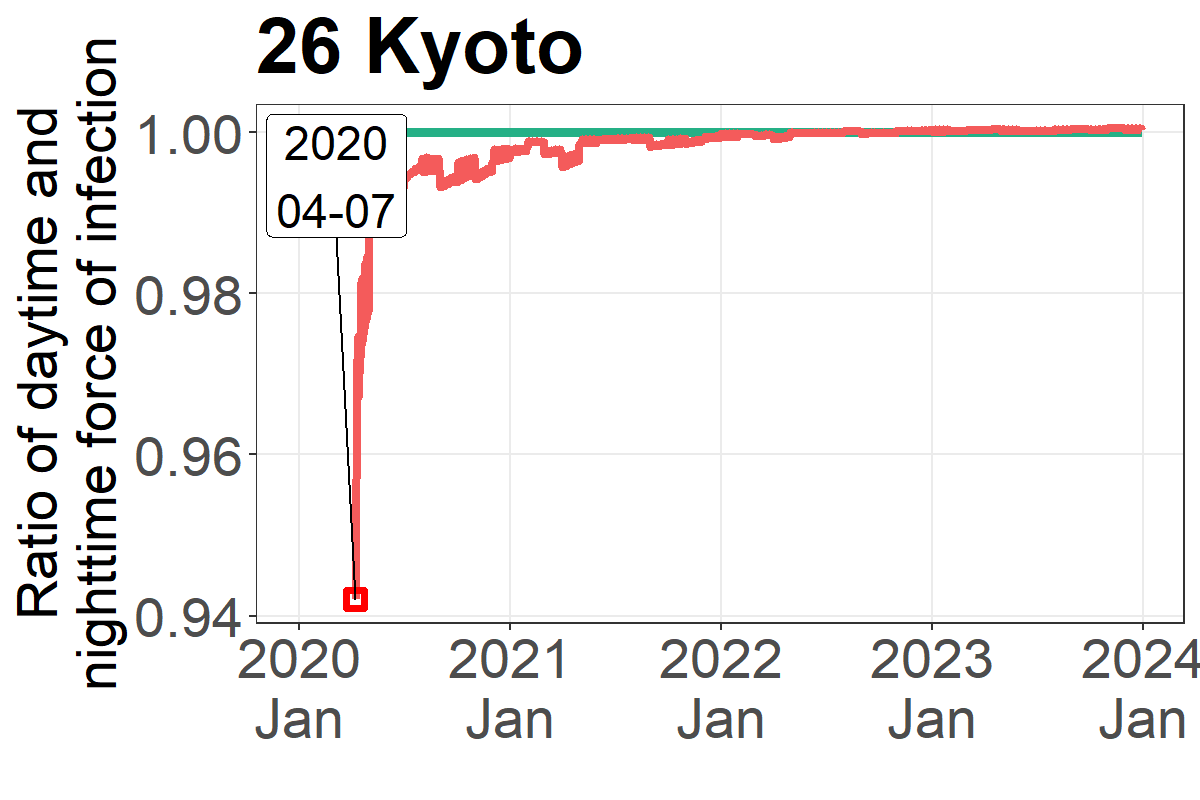 26 Kyoto
Ratio of daytime and
nighttime force of infection
1.00
0.98
0.96
0.94
2020
04-07
2020
Jan
2021
Jan
2022
Jan
2023
Jan
2024
Jan